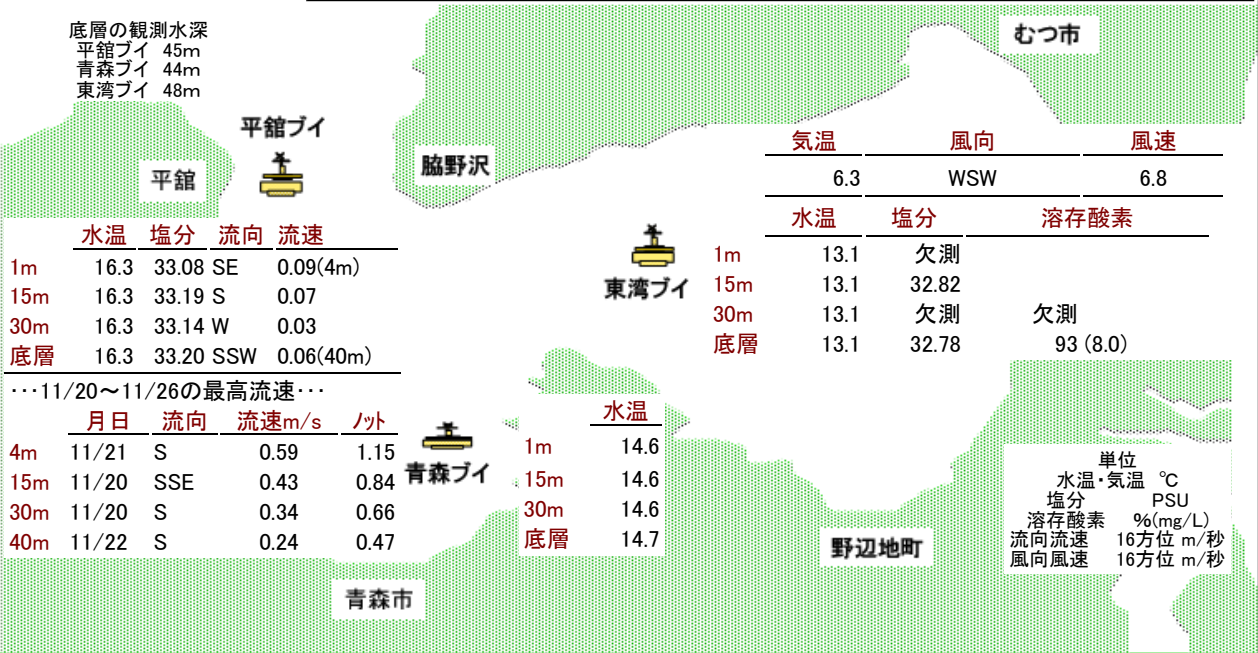 底層の観測水深
平舘ブイ 45m
青森ブイ 44m
東湾ブイ 48m
むつ市
平舘ブイ
平舘
脇野沢
気温 風向 風速
6.3 WSW 6.8
水温 塩分 溶存酸素
1m 13.1 欠測
15m 13.1 32.82
30m 13.1 欠測 欠測
底層 13.1 32.78 93 (8.0)
東湾ブイ
水温 塩分 流向 流速
1m 16.3 33.08 SE 0.09(4m)
15m 16.3 33.19 S 0.07
30m 16.3 33.14 W 0.03
底層 16.3 33.20 SSW 0.06(40m)
･･･11/20～11/26の最高流速･･･
月日 流向 流速m/s ﾉｯﾄ
4m 11/21 S 0.59 1.15
15m 11/20 SSE 0.43 0.84
30m 11/20 S 0.34 0.66
40m 11/22 S 0.24 0.47
青森ブイ
水温
1m 14.6
15m 14.6
30m 14.6
底層 14.7
青森市
野辺地町
単位
水温・気温 ℃
塩分 PSU
溶存酸素 %(mg/L)
流向流速 16方位 m/秒
風向風速 16方位 m/秒